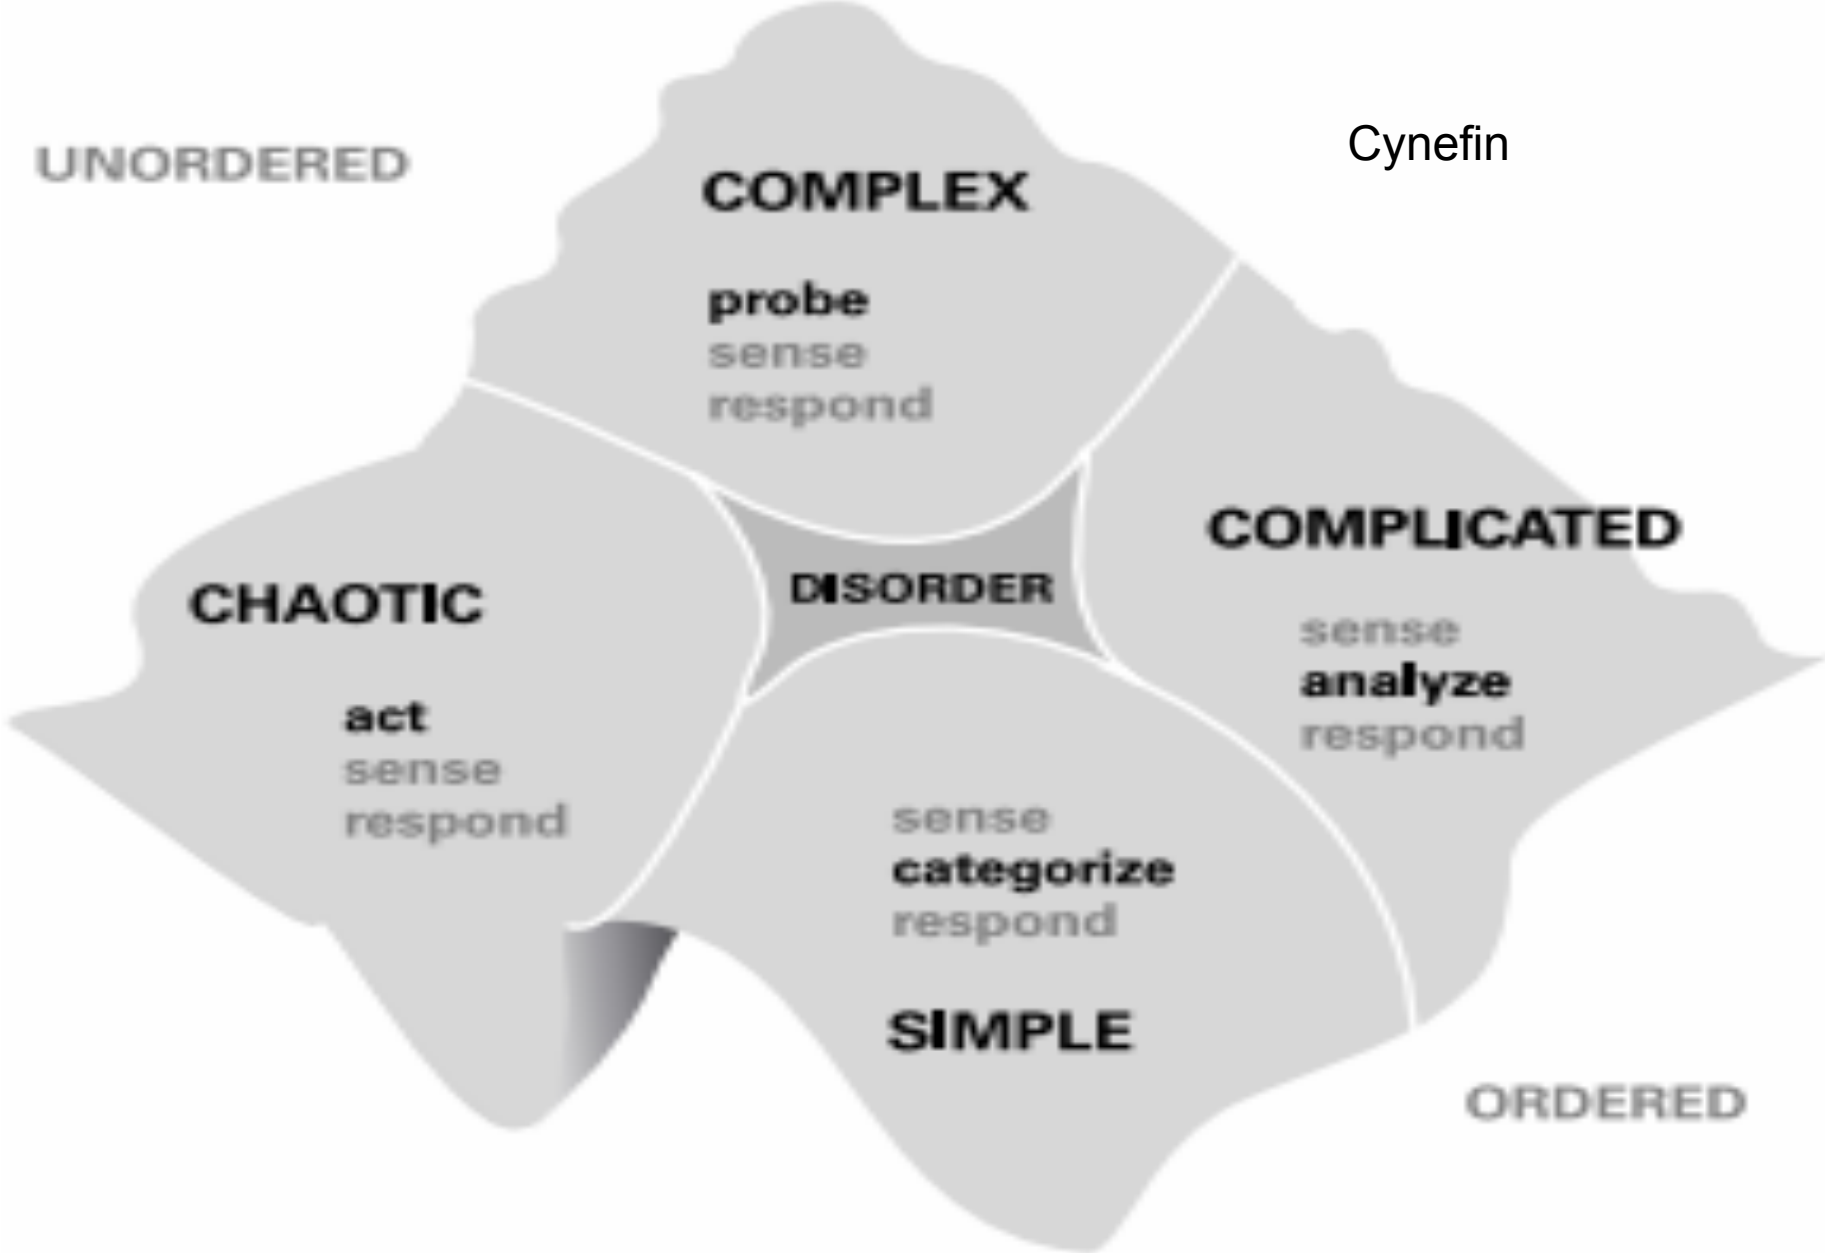 UNORDERED
Cynefin
COMPLEX
probe
sense
respond
COMPLICATED
sense
analyze
respond
DISORDER
CHAOTIC
act
sense
respond
sense
categorize
respond
SIMPLE
ORDERED